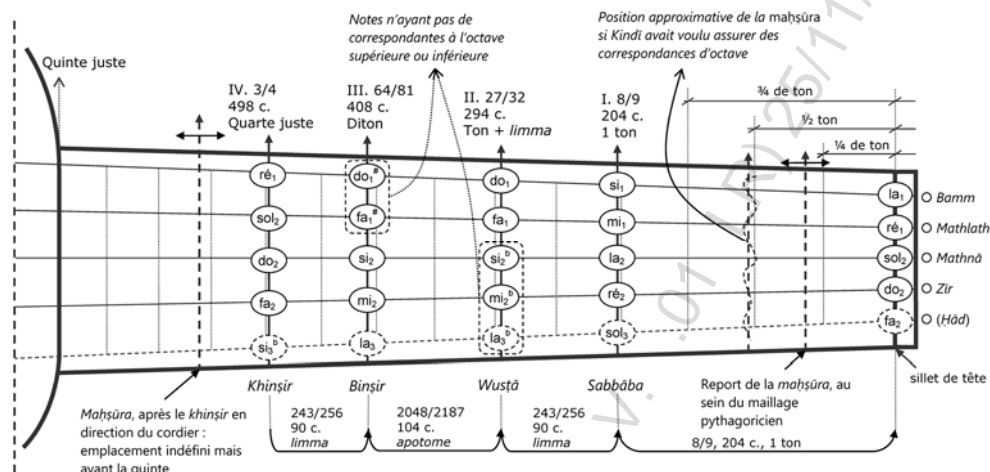 Notes n'ayant pas de
correspondantes à l'octave
supérieure ou inférieure
Position approximative de la maḥṣūra
si Kindī avait voulu assurer des
correspondances d'octave
Quinte juste
IV. 3/4
498 c.
Quarte juste
III. 64/81
408 c.
Diton
II. 27/32
294 c.
Ton + limma
I. 8/9
204 c.
1 ton
¾ de ton
½ ton
¼ de ton
ré₁ do₁# do₁ si₁ la₁ Bamm
sol₂ fa₁# fa₁ mi₁ ré₁ Mathlath
do₂ si₂ si₂b la₂ sol₂ Mathnā
fa₂ mi₂ mi₂b ré₂ do₂ Zīr
si₃b la₃ la₃b sol₃ fa₂ (Ḥād)
sillet de tête
Khinṣir Binṣir Wusṭā Sabbāba
Maḥṣūra, après le khinṣir en
direction du cordier :
emplacement indéfini mais
avant la quinte
243/256
90 c.
limma
2048/2187
104 c.
apotome
243/256
90 c.
limma
Report de la maḥṣūra, au
sein du maillage
pythagoricien
8/9, 204 c., 1 ton